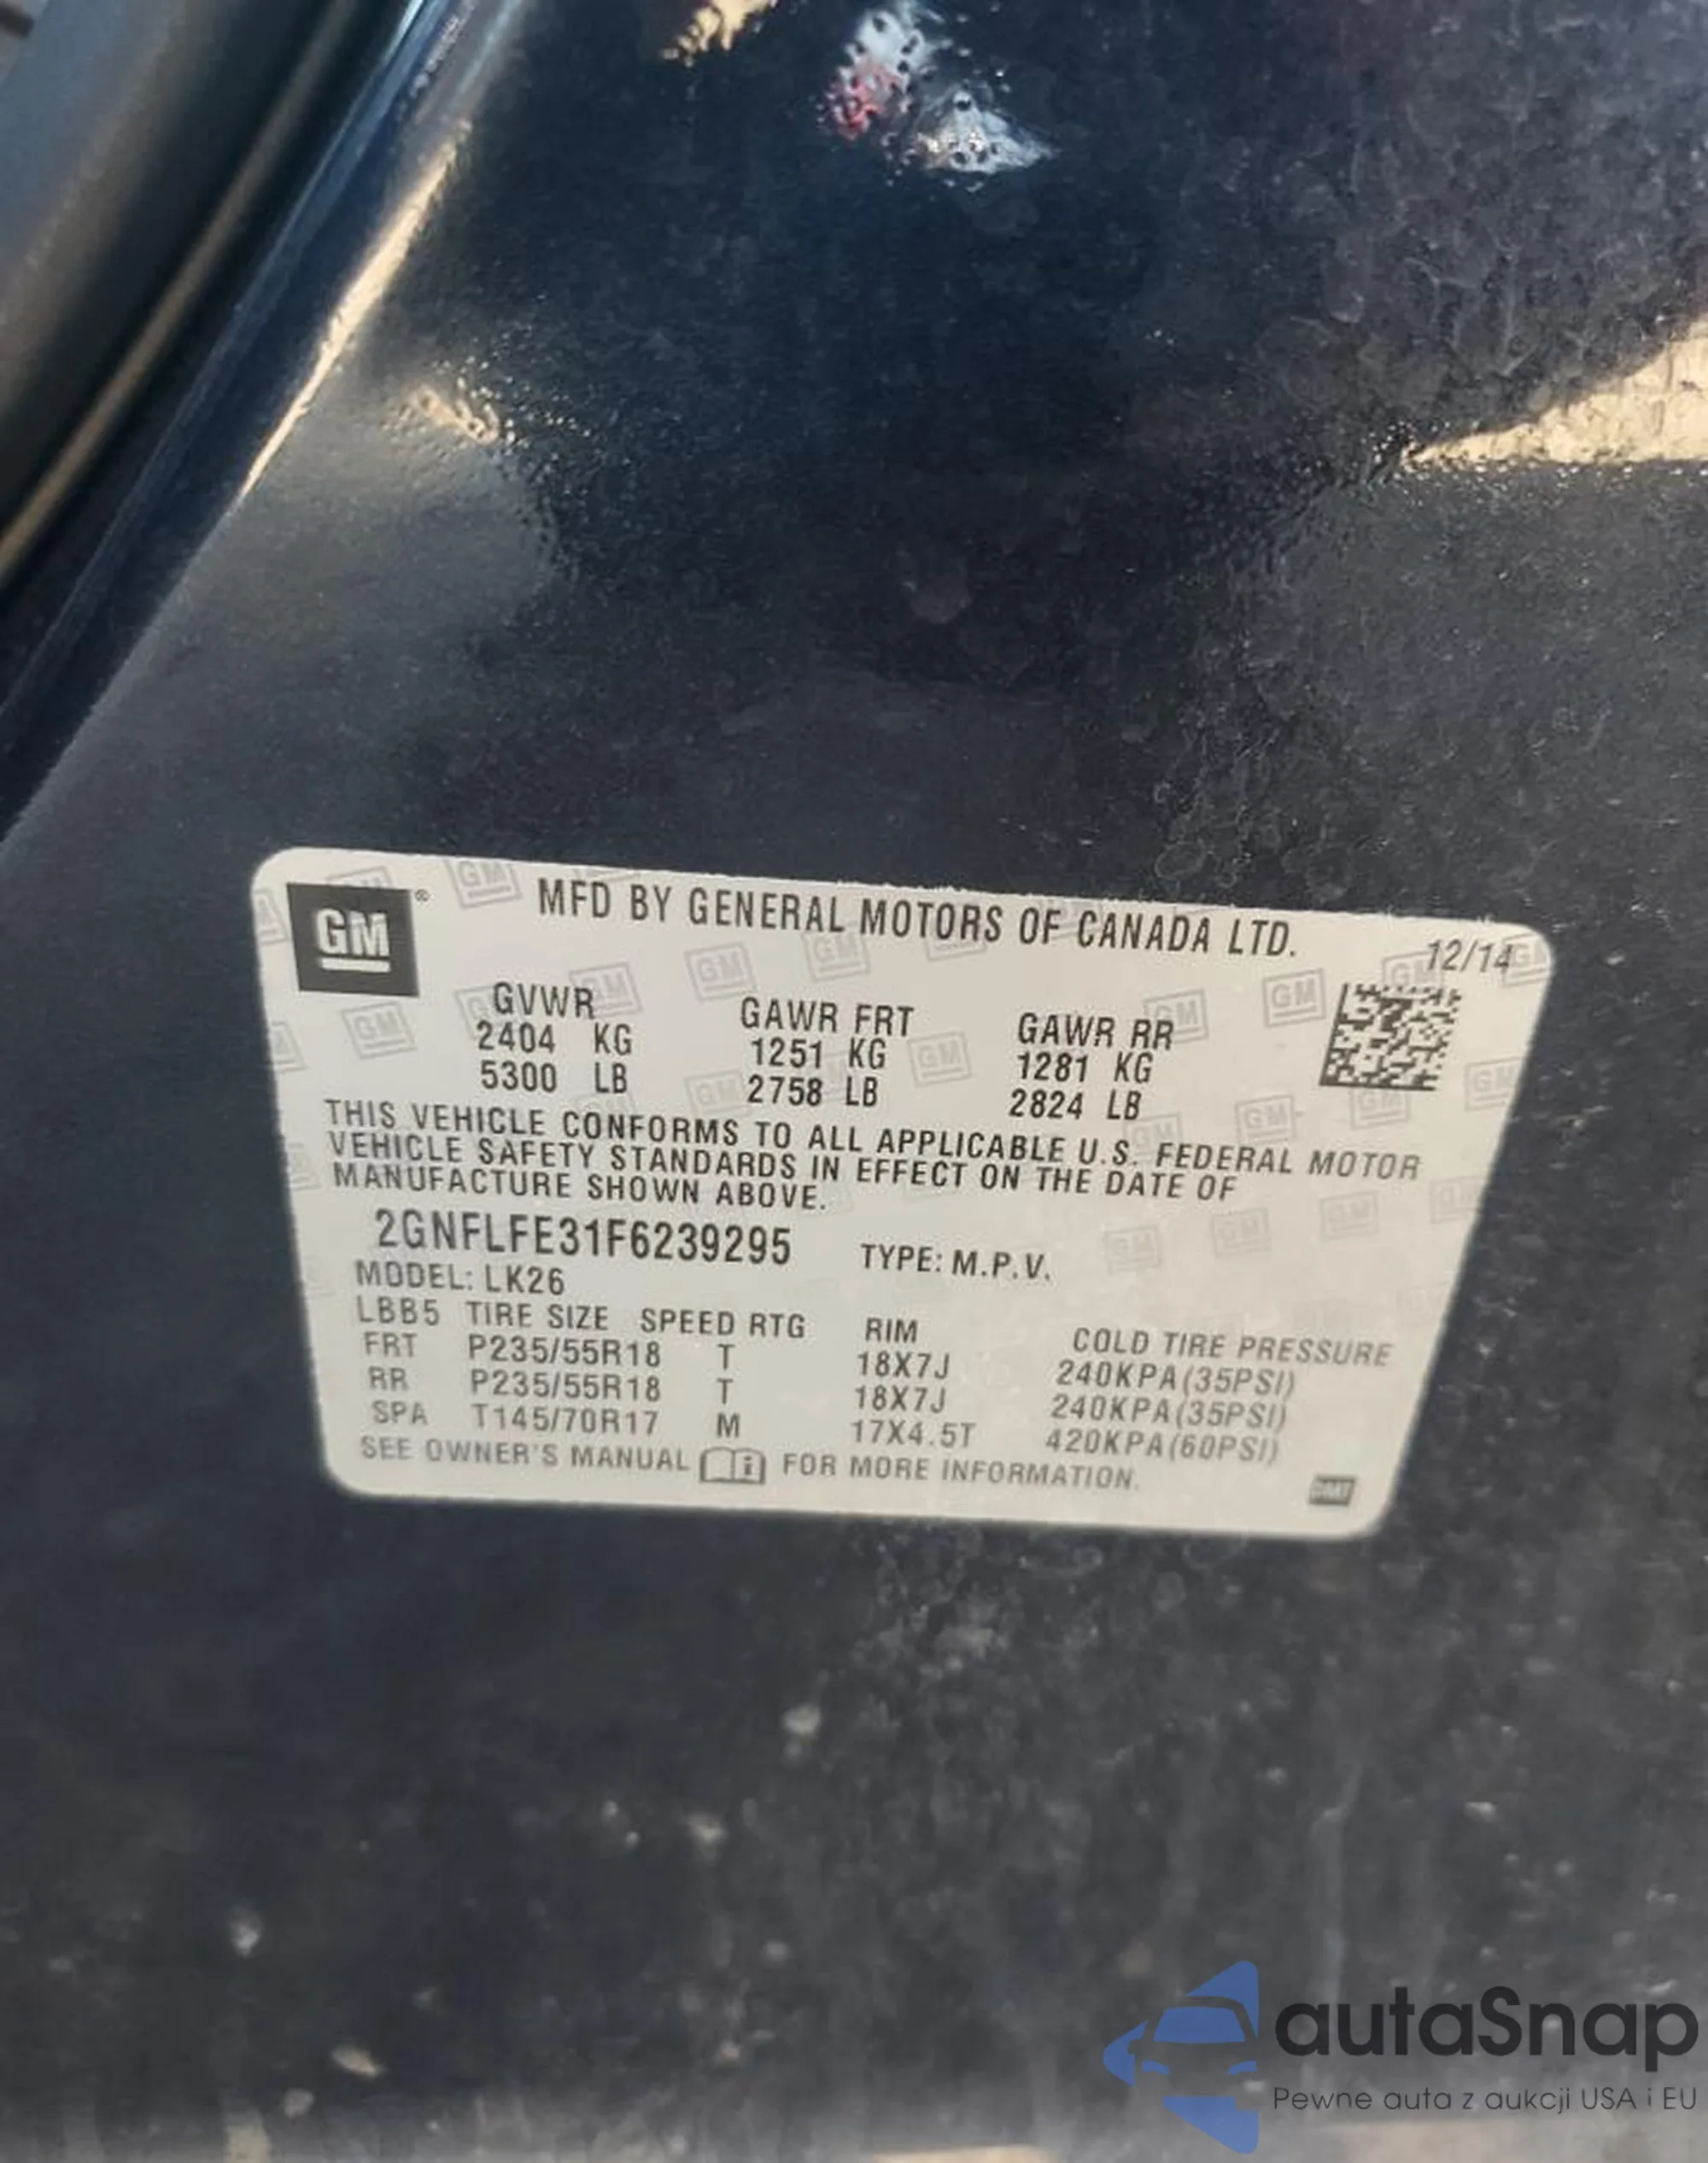 GM ®
MFD BY GENERAL MOTORS OF CANADA LTD.
12/14
GVWR GAWR FRT GAWR RR
2404 KG 1251 KG 1281 KG
5300 LB 2758 LB 2824 LB
THIS VEHICLE CONFORMS TO ALL APPLICABLE U.S. FEDERAL MOTOR
VEHICLE SAFETY STANDARDS IN EFFECT ON THE DATE OF
MANUFACTURE SHOWN ABOVE.
2GNFLFE31F6239295 TYPE: M.P.V.
MODEL: LK26
LBB5 TIRE SIZE SPEED RTG RIM COLD TIRE PRESSURE
FRT P235/55R18 T 18X7J 240KPA(35PSI)
RR P235/55R18 T 18X7J 240KPA(35PSI)
SPA T145/70R17 M 17X4.5T 420KPA(60PSI)
SEE OWNER'S MANUAL i FOR MORE INFORMATION.
autaSnap
Pewne auta z aukcji USA i EU